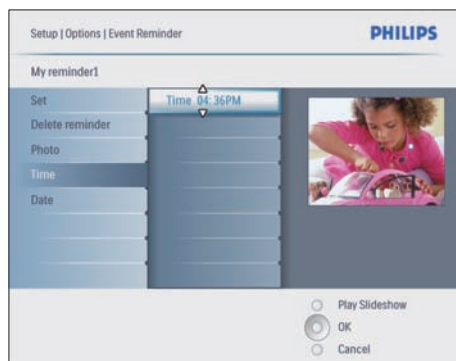 Setup | Options | Event Reminder
PHILIPS
My reminder1
Set
Time 04:36PM
Delete reminder
Photo
Time
Date
Play Slideshow
OK
Cancel